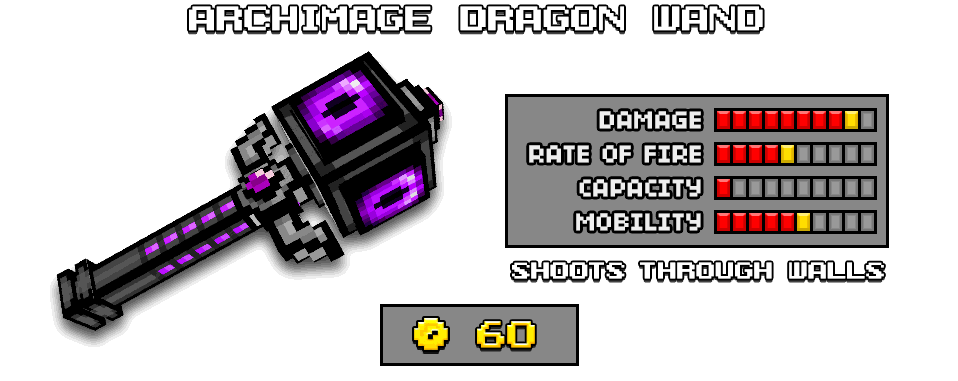 ARCHIMAGE DRAGON WAND
DAMAGE
RATE OF FIRE
CAPACITY
MOBILITY
SHOOTS THROUGH WALLS
60